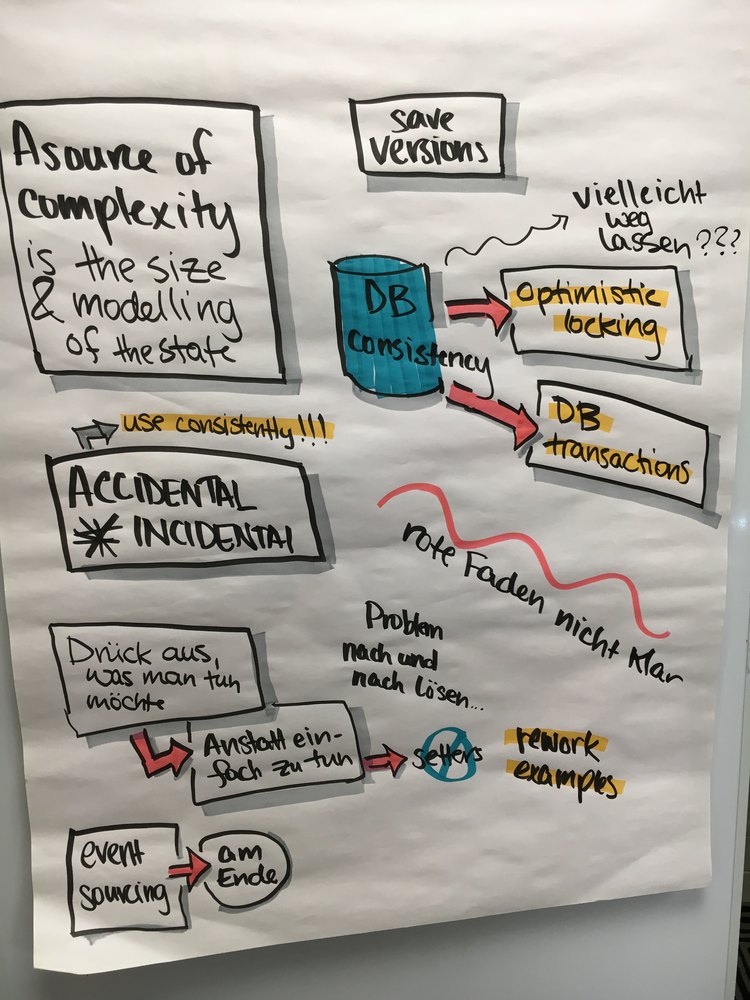 A source of
complexity
is the size
& modelling
of the state
save
versions
vielleicht
weg
lassen???
DB
consistency
optimistic
locking
DB
transactions
use consistently!!!
ACCIDENTAL
INCIDENTAL
rote Faden nicht klar
Problem
nach und
nach lösen...
Drück aus,
was man tun
möchte
Anstatt ein-
fach zu tun
setters
rework
examples
event
sourcing
am
Ende